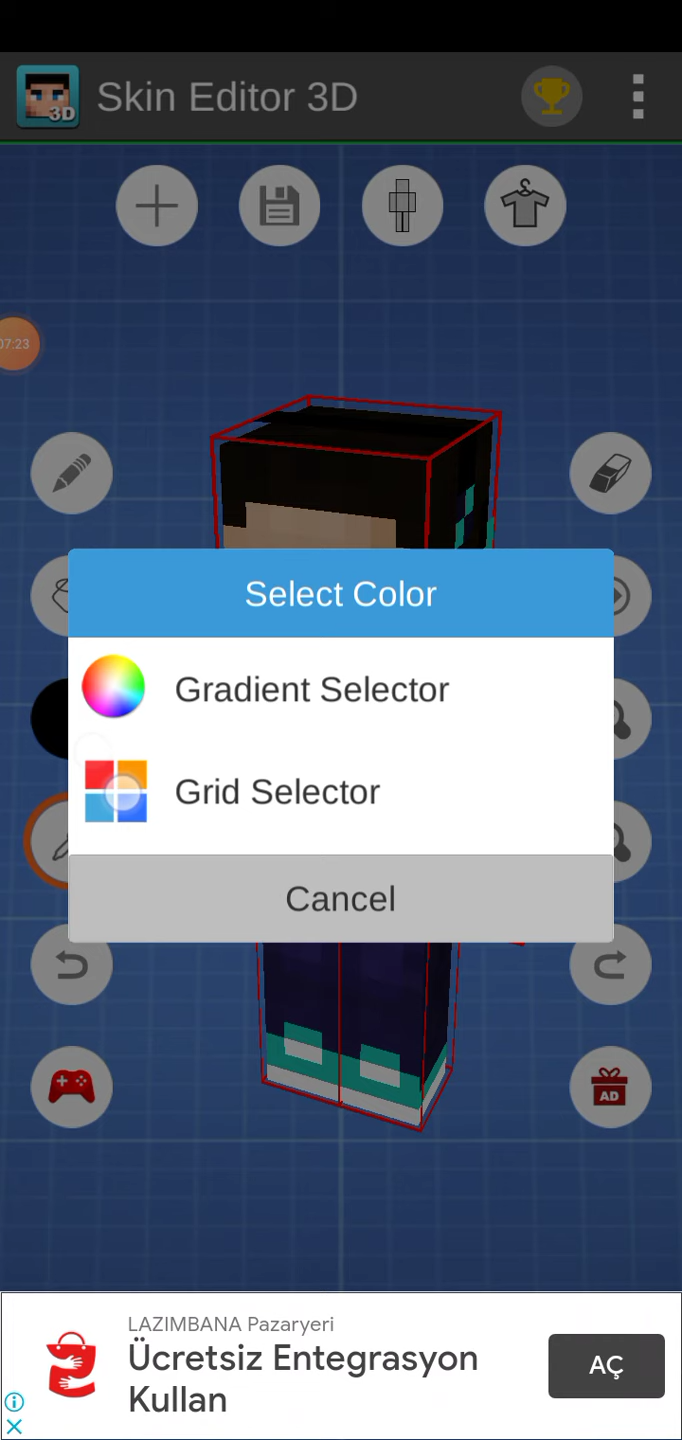 3D
Skin Editor 3D
07:23
Select Color
Gradient Selector
Grid Selector
Cancel
AD
LAZIMBANA Pazaryeri
Ücretsiz Entegrasyon
Kullan
AÇ